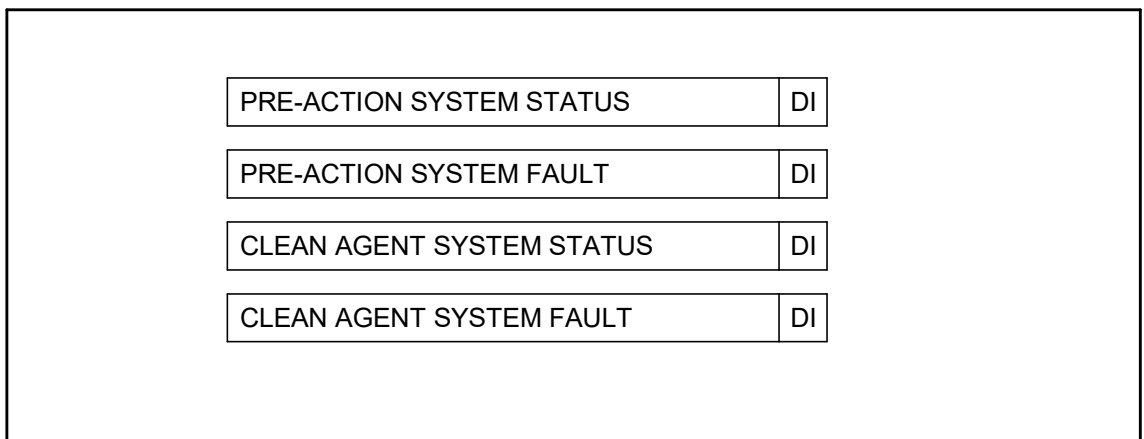 PRE-ACTION SYSTEM STATUS DI
PRE-ACTION SYSTEM FAULT DI
CLEAN AGENT SYSTEM STATUS DI
CLEAN AGENT SYSTEM FAULT DI